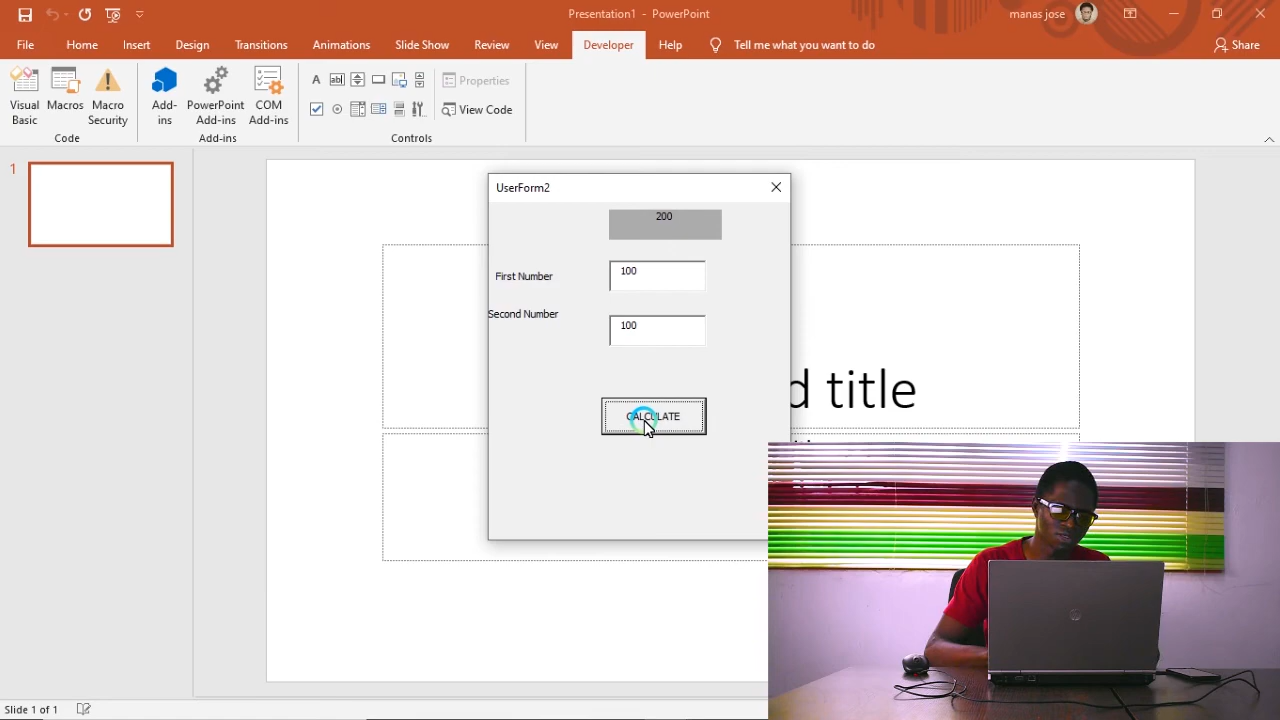 Presentation1 - PowerPoint
manas jose
File Home Insert Design Transitions Animations Slide Show Review View Developer Help Tell me what you want to do Share
Visual Basic
Macros
Macro Security
Code
Add-ins
PowerPoint Add-ins
COM Add-ins
Add-ins
A
abl
Properties
View Code
Controls
1
UserForm2
200
First Number
100
Second Number
100
CALCULATE
d title
Slide 1 of 1
hp